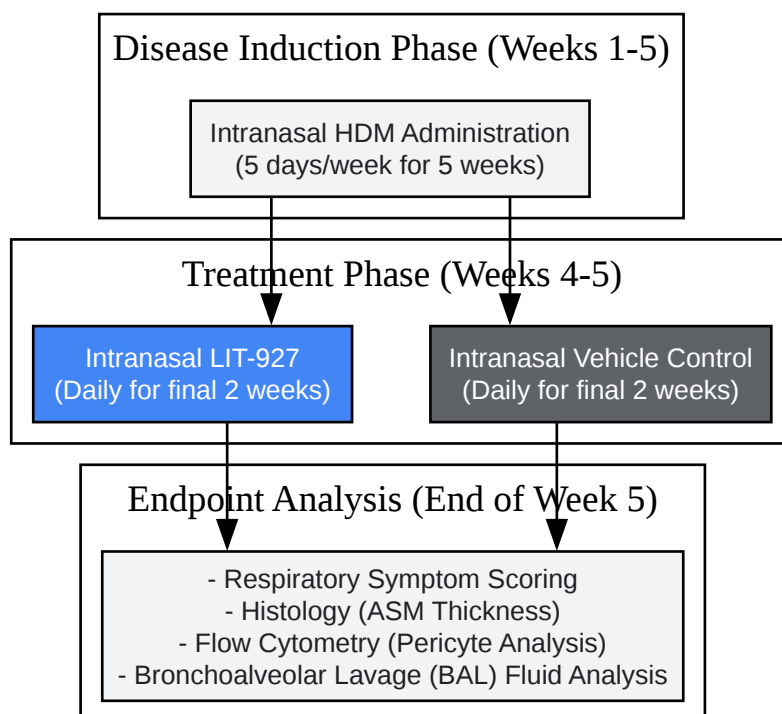 Disease Induction Phase (Weeks 1-5)
Intranasal HDM Administration
(5 days/week for 5 weeks)
Treatment Phase (Weeks 4-5)
Intranasal LIT-927
(Daily for final 2 weeks)
Intranasal Vehicle Control
(Daily for final 2 weeks)
Endpoint Analysis (End of Week 5)
- Respiratory Symptom Scoring
- Histology (ASM Thickness)
- Flow Cytometry (Pericyte Analysis)
- Bronchoalveolar Lavage (BAL) Fluid Analysis